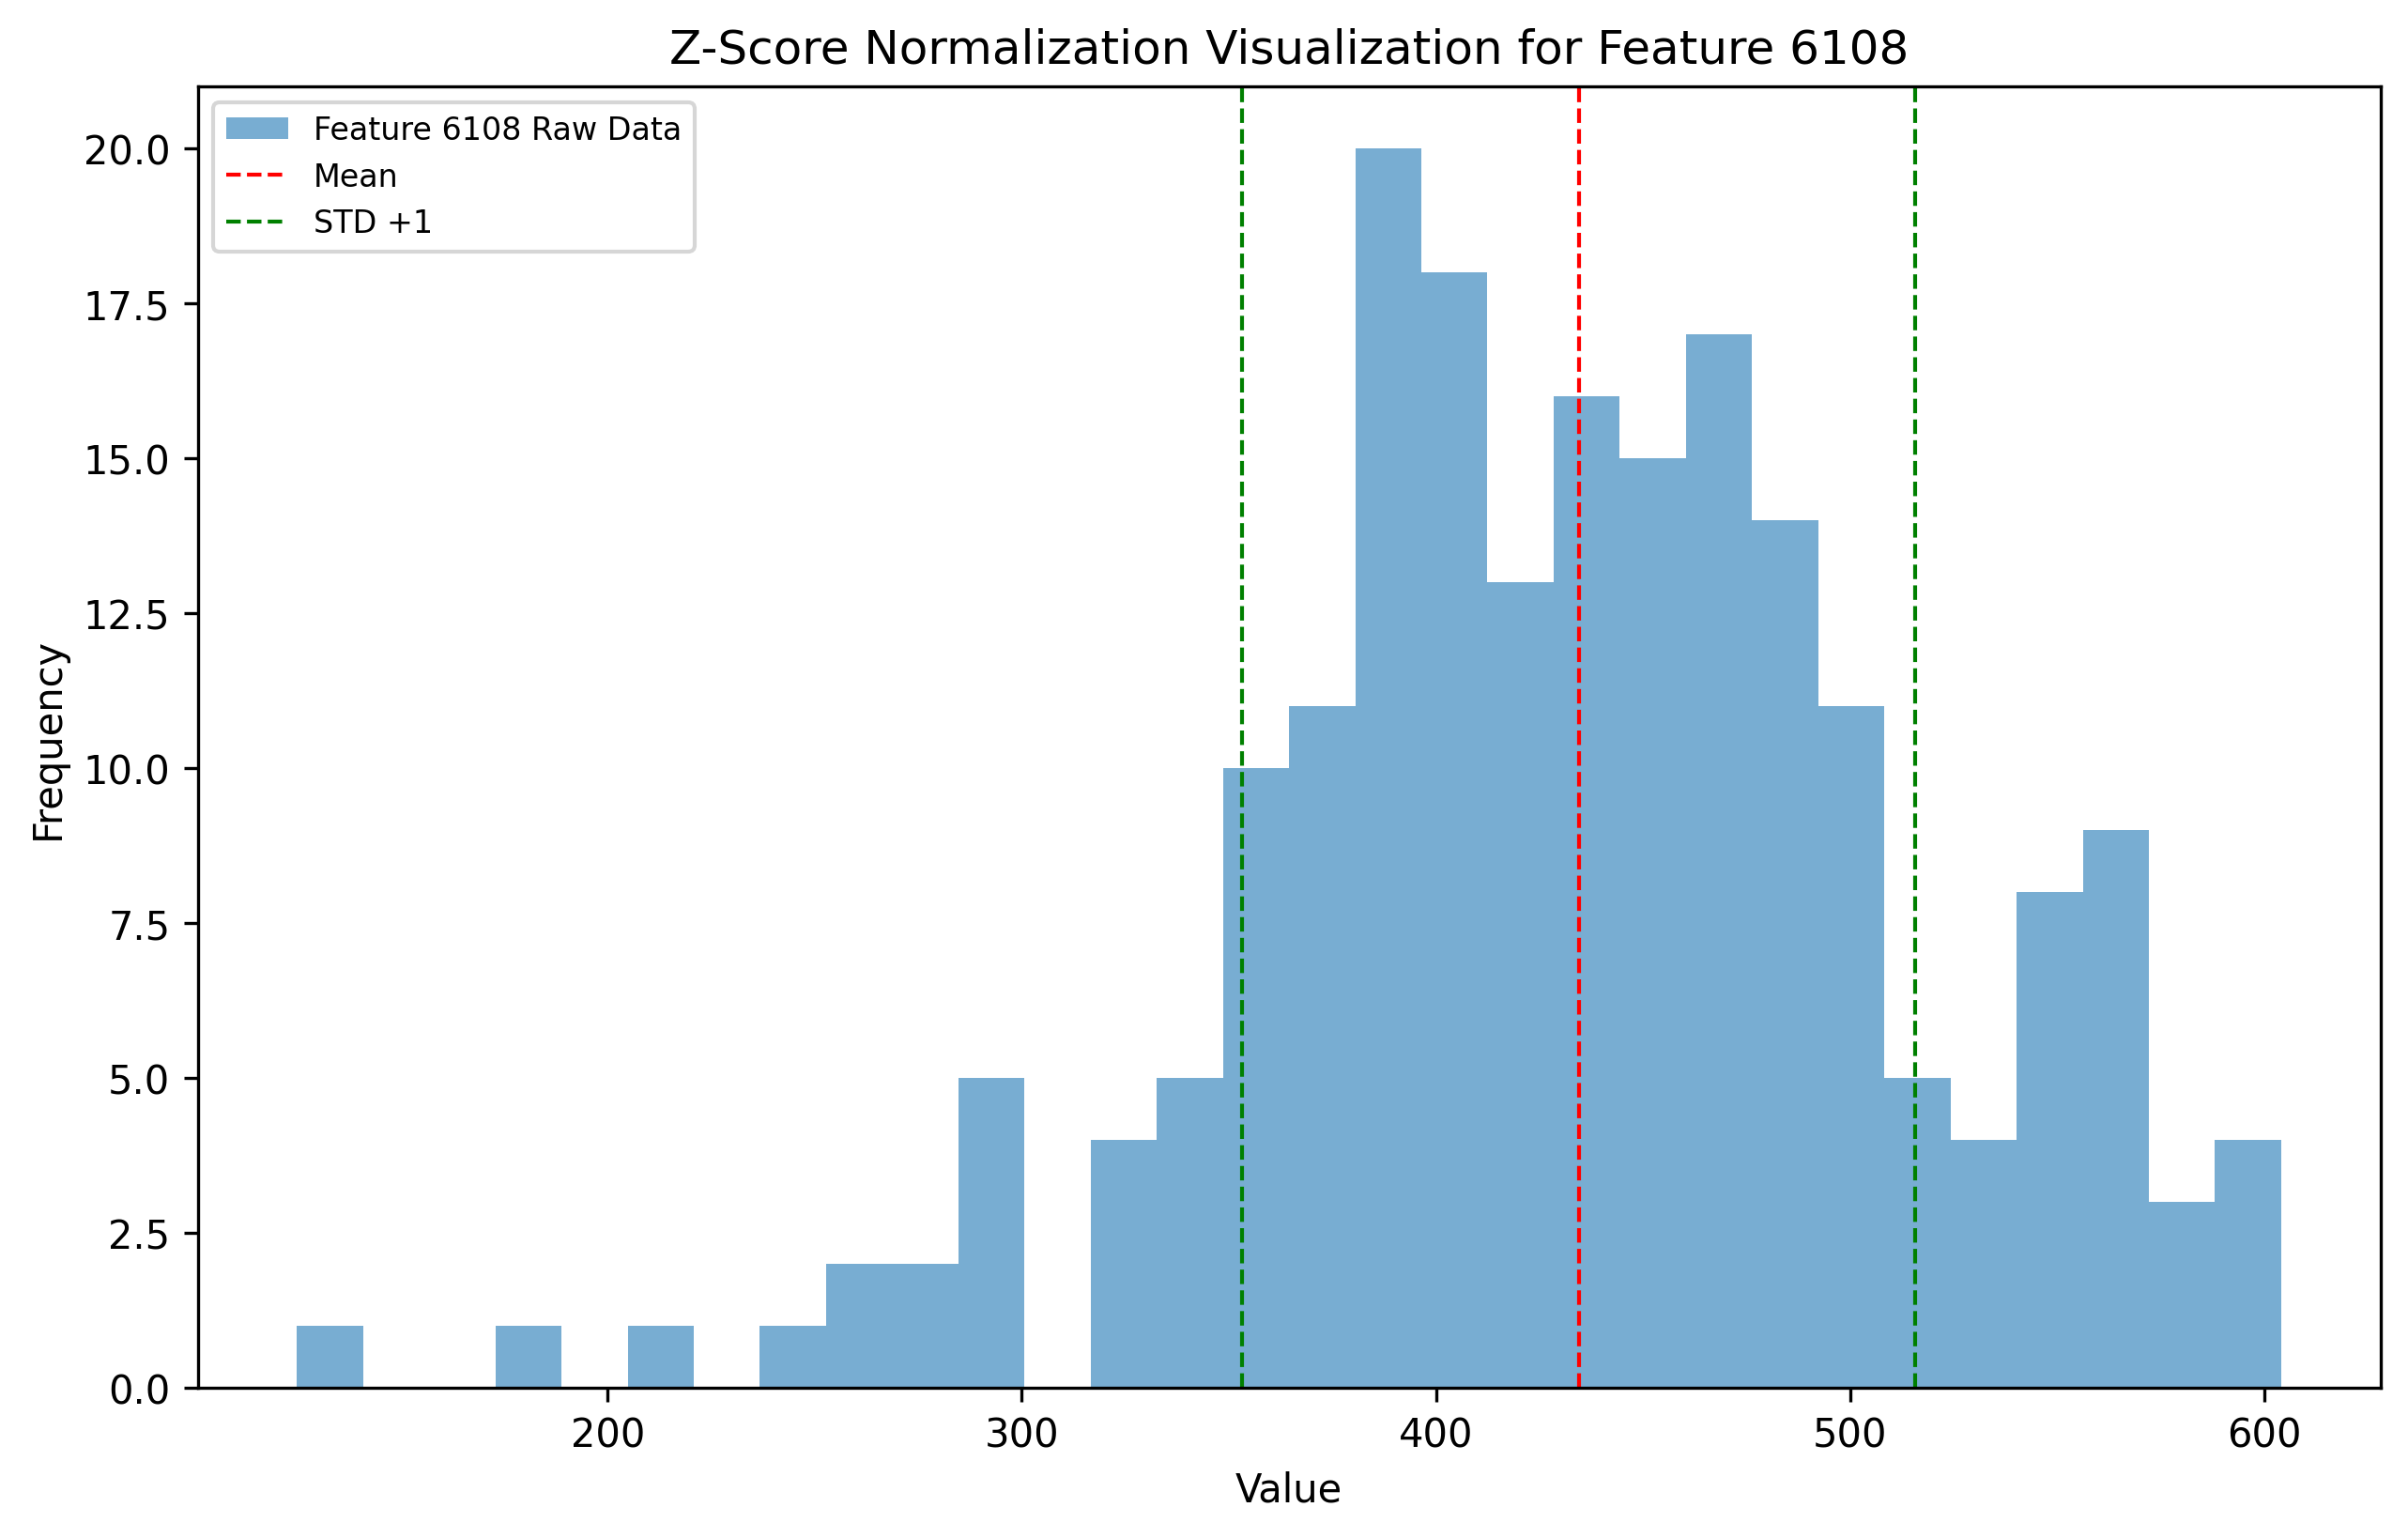 Z-Score Normalization Visualization for Feature 6108
Feature 6108 Raw Data
Mean
STD +1
20.0
17.5
15.0
12.5
10.0
7.5
5.0
2.5
0.0
Frequency
200 300 400 500 600
Value